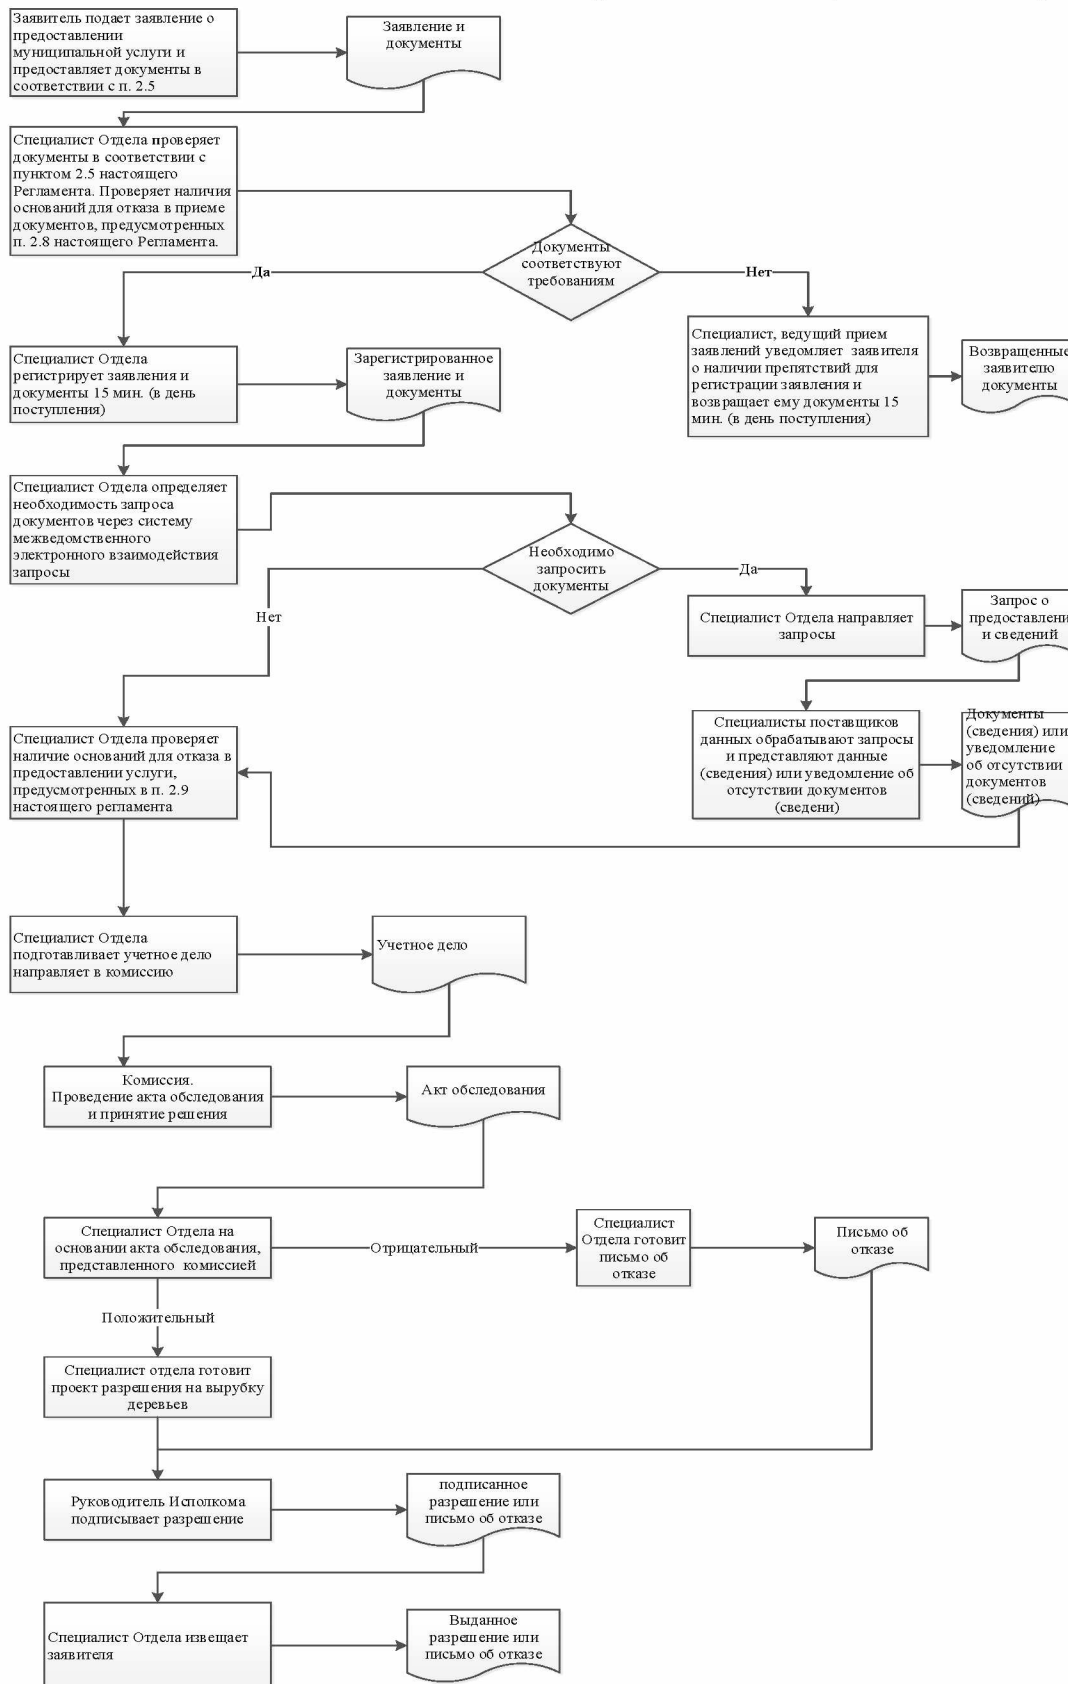 Заявитель подает заявление о
предоставлении
муниципальной услуги и
предоставляет документы в
соответствии с п. 2.5
Заявление и
документы
Специалист Отдела проверяет
документы в соответствии с
пунктом 2.5 настоящего
Регламента. Проверяет наличия
оснований для отказа в приеме
документов, предусмотренных
п. 2.8 настоящего Регламента.
Документы
соответствуют
требованиям
Да
Нет
Специалист Отдела
регистрирует заявления и
документы 15 мин. (в день
поступления)
Зарегистрированное
заявление и
документы
Специалист, ведущий прием
заявлений уведомляет заявителя
о наличии препятствий для
регистрации заявления и
возвращает ему документы 15
мин. (в день поступления)
Возвращенные
заявителю
документы
Специалист Отдела определяет
необходимость запроса
документов через систему
межведомственного
электронного взаимодействия
запросы
Необходимо
запросить
документы
Да
Нет
Специалист Отдела направляет
запросы
Запрос о
предоставлени
и сведений
Специалист Отдела проверяет
наличие оснований для отказа в
предоставлении услуги,
предусмотренных в п. 2.9
настоящего регламента
Специалисты поставщиков
данных обрабатывают запросы
и представляют данные
(сведения) или уведомление об
отсутствии документов
(сведени)
Документы
(сведения) или
уведомление
об отсутствии
документов
(сведений)
Специалист Отдела
подготавливает учетное дело
направляет в комиссию
Учетное дело
Комиссия.
Проведение акта обследования
и принятие решения
Акт обследования
Специалист Отдела на
основании акта обследования,
представленного комиссией
Отрицательный
Специалист
Отдела готовит
письмо об
отказе
Письмо об
отказе
Положительный
Специалист отдела готовит
проект разрешения на вырубку
деревьев
Руководитель Исполкома
подписывает разрешение
подписанное
разрешение или
письмо об отказе
Специалист Отдела извещает
заявителя
Выданное
разрешение или
письмо об отказе